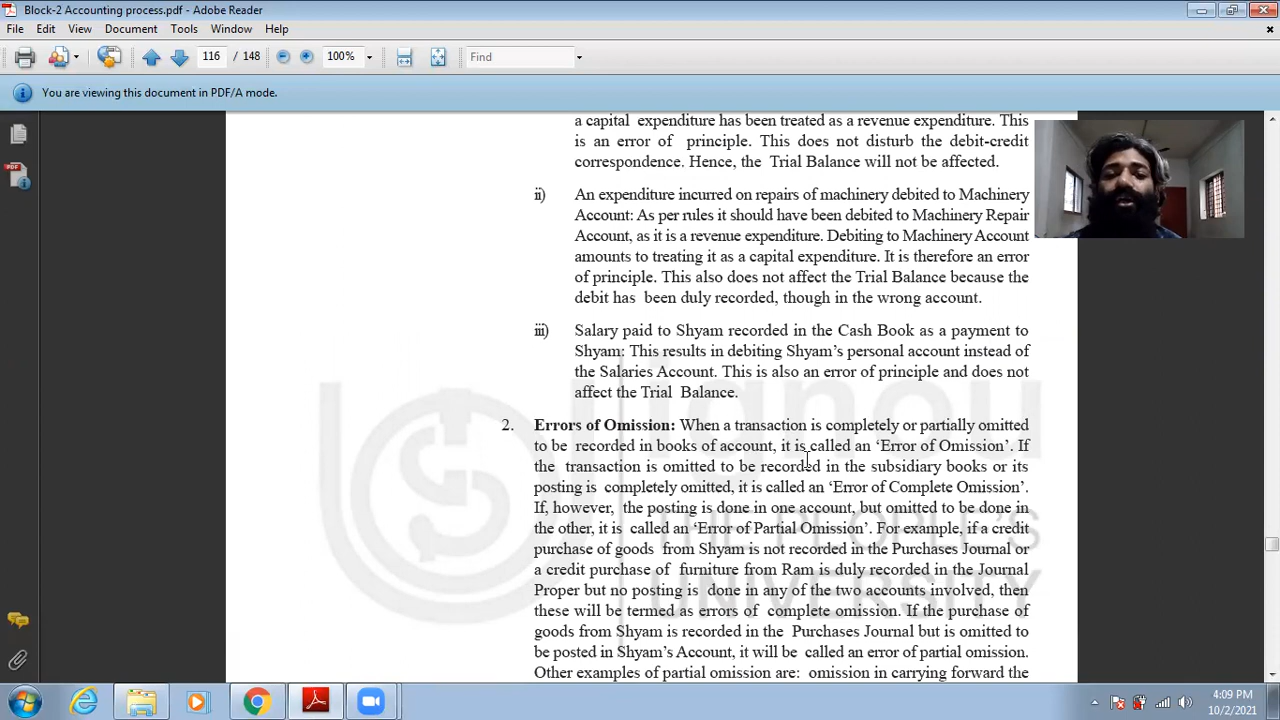 Block-2 Accounting process.pdf - Adobe Reader
File Edit View Document Tools Window Help
116 / 148 100% Find
You are viewing this document in PDF/A mode.
a capital expenditure has been treated as a revenue expenditure. This
is an error of principle. This does not disturb the debit-credit
correspondence. Hence, the Trial Balance will not be affected.
ii) An expenditure incurred on repairs of machinery debited to Machinery
Account: As per rules it should have been debited to Machinery Repair
Account, as it is a revenue expenditure. Debiting to Machinery Account
amounts to treating it as a capital expenditure. It is therefore an error
of principle. This also does not affect the Trial Balance because the
debit has been duly recorded, though in the wrong account.
iii) Salary paid to Shyam recorded in the Cash Book as a payment to
Shyam: This results in debiting Shyam's personal account instead of
the Salaries Account. This is also an error of principle and does not
affect the Trial Balance.
2. Errors of Omission: When a transaction is completely or partially omitted
to be recorded in books of account, it is called an 'Error of Omission'. If
the transaction is omitted to be recorded in the subsidiary books or its
posting is completely omitted, it is called an 'Error of Complete Omission'.
If, however, the posting is done in one account, but omitted to be done in
the other, it is called an 'Error of Partial Omission'. For example, if a credit
purchase of goods from Shyam is not recorded in the Purchases Journal or
a credit purchase of furniture from Ram is duly recorded in the Journal
Proper but no posting is done in any of the two accounts involved, then
these will be termed as errors of complete omission. If the purchase of
goods from Shyam is recorded in the Purchases Journal but is omitted to
be posted in Shyam's Account, it will be called an error of partial omission.
Other examples of partial omission are: omission in carrying forward the
ignou
THE PEOPLE'S
UNIVERSITY
4:09 PM
10/2/2021